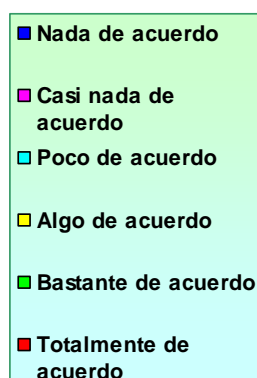 Nada de acuerdo
Casi nada de
acuerdo
Poco de acuerdo
Algo de acuerdo
Bastante de acuerdo
Totalmente de
acuerdo